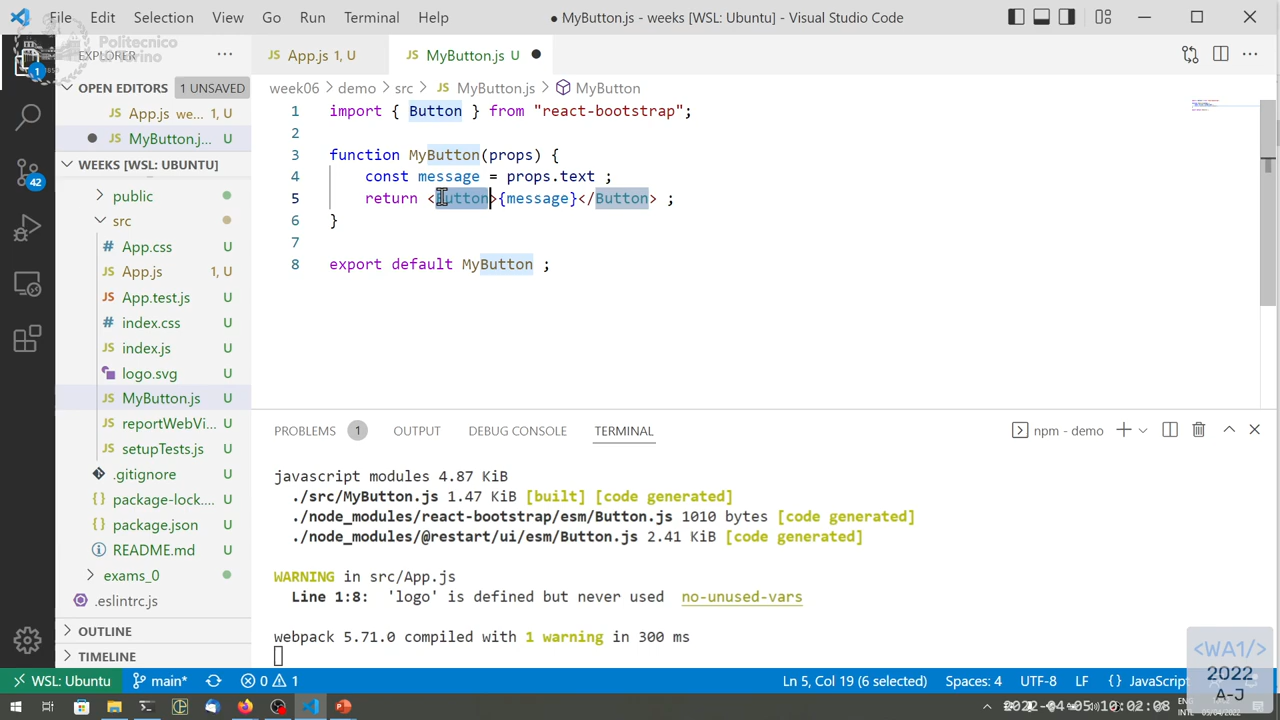 File Edit Selection View Go Run Terminal Help
● MyButton.js - weeks [WSL: Ubuntu] - Visual Studio Code
Politecnico
EXPLORER ···
JS App.js 1, U
JS MyButton.js U ●
OPEN EDITORS 1 UNSAVED
JS App.js we... 1, U
● JS MyButton.j... U
WEEKS [WSL: UBUNTU]
public
src
# App.css U
JS App.js 1, U
JS App.test.js U
# index.css U
JS index.js U
logo.svg U
JS MyButton.js U
JS reportWebVi... U
JS setupTests.js U
.gitignore U
{} package-lock.... U
{} package.json U
README.md U
exams_0
.eslintrc.js
OUTLINE
TIMELINE
1
42
week06 > demo > src > JS MyButton.js > MyButton
1 import { Button } from "react-bootstrap";
2
3 function MyButton(props) {
4 const message = props.text ;
5 return <Button>{message}</Button> ;
6 }
7
8 export default MyButton ;
PROBLEMS 1 OUTPUT DEBUG CONSOLE TERMINAL
npm - demo
javascript modules 4.87 KiB
./src/MyButton.js 1.47 KiB [built] [code generated]
./node_modules/react-bootstrap/esm/Button.js 1010 bytes [code generated]
./node_modules/@restart/ui/esm/Button.js 2.41 KiB [code generated]
WARNING in src/App.js
Line 1:8: 'logo' is defined but never used no-unused-vars
webpack 5.71.0 compiled with 1 warning in 300 ms
WSL: Ubuntu main* 0 1
Ln 5, Col 19 (6 selected) Spaces: 4 UTF-8 LF {} JavaScript
<WA1/>
2022
A-J
2022-04-05 10:02:08
ENG
INTL